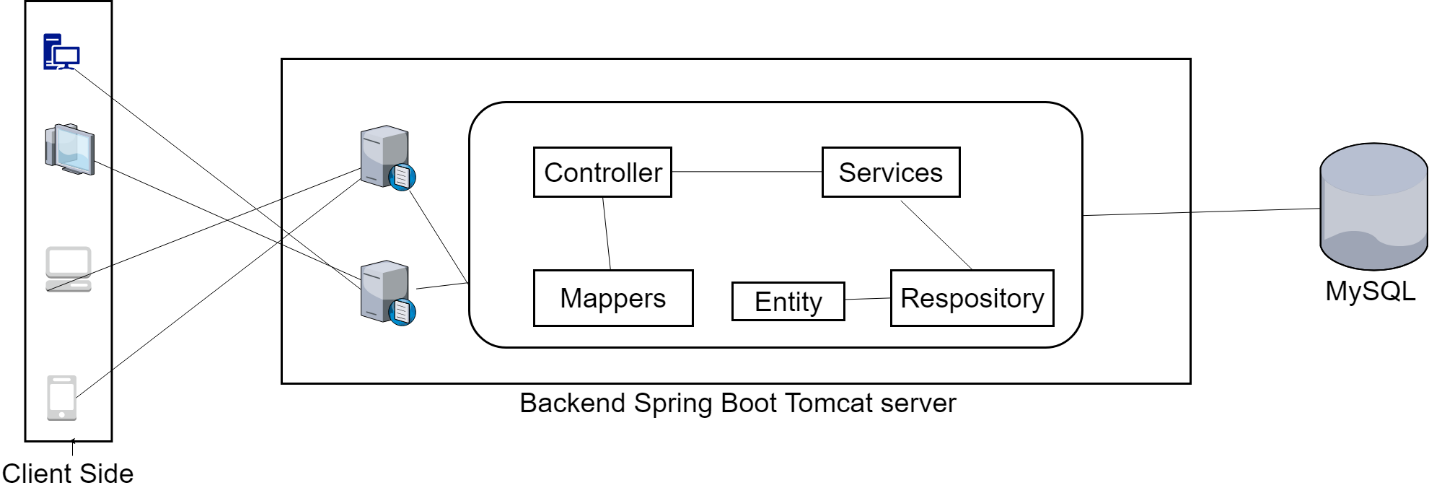 Controller
Services
Mappers
Entity
Respository
MySQL
Backend Spring Boot Tomcat server
Client Side